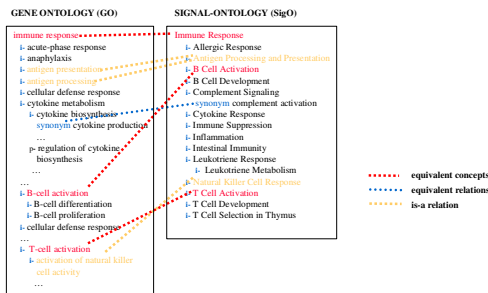 GENE ONTOLOGY (GO)
immune response
i- acute-phase response
i- anaphylaxis
i- antigen presentation
i- antigen processing
i- cellular defense response
i- cytokine metabolism
i- cytokine biosynthesis
synonym cytokine production
...
p- regulation of cytokine
biosynthesis
...
...
i- B-cell activation
i- B-cell differentiation
i- B-cell proliferation
i- cellular defense response
...
i- T-cell activation
i- activation of natural killer
cell activity
...
SIGNAL-ONTOLOGY (SigO)
Immune Response
i- Allergic Response
i- Antigen Processing and Presentation
i- B Cell Activation
i- B Cell Development
i- Complement Signaling
synonym complement activation
i- Cytokine Response
i- Immune Suppression
i- Inflammation
i- Intestinal Immunity
i- Leukotriene Response
i- Leukotriene Metabolism
i- Natural Killer Cell Response
i- T Cell Activation
i- T Cell Development
i- T Cell Selection in Thymus
equivalent concepts
equivalent relations
is-a relation